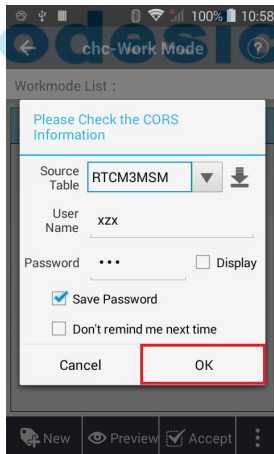 100% 10:58
chc-Work Mode ?
Workmode List :
Please Check the CORS
Information
Source
Table RTCM3MSM
User
Name xzx
Password ••• Display
Save Password
Don't remind me next time
Cancel OK
New Preview Accept